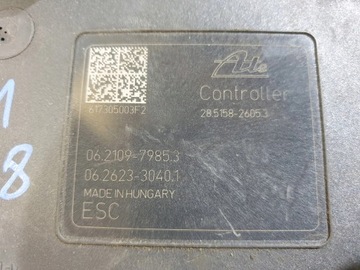 Ate
Controller
617305003F2
28.5158-2605.3
06.2109-7985.3
06.2623-3040.1
MADE IN HUNGARY
ESC
1
8